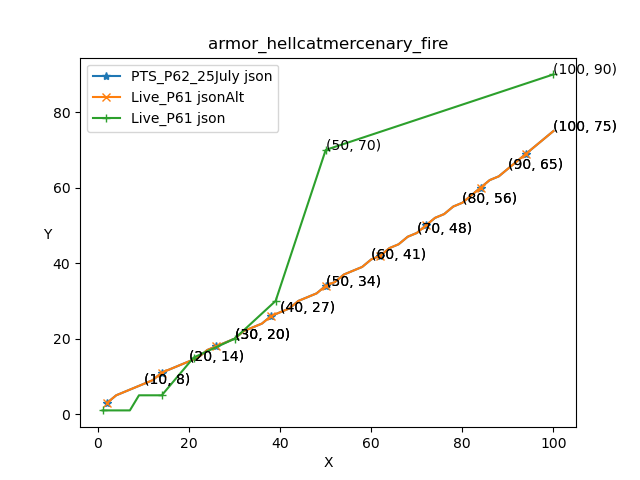 armor_hellcatmercenary_fire
PTS_P62_25July json
Live_P61 jsonAlt
Live_P61 json
(100, 90)
(50, 70)
(100, 75)
(90, 65)
(80, 56)
(70, 48)
(60, 41)
(50, 34)
(40, 27)
(30, 20)
(20, 14)
(10, 8)
Y
80
60
40
20
0
0 20 40 60 80 100
X